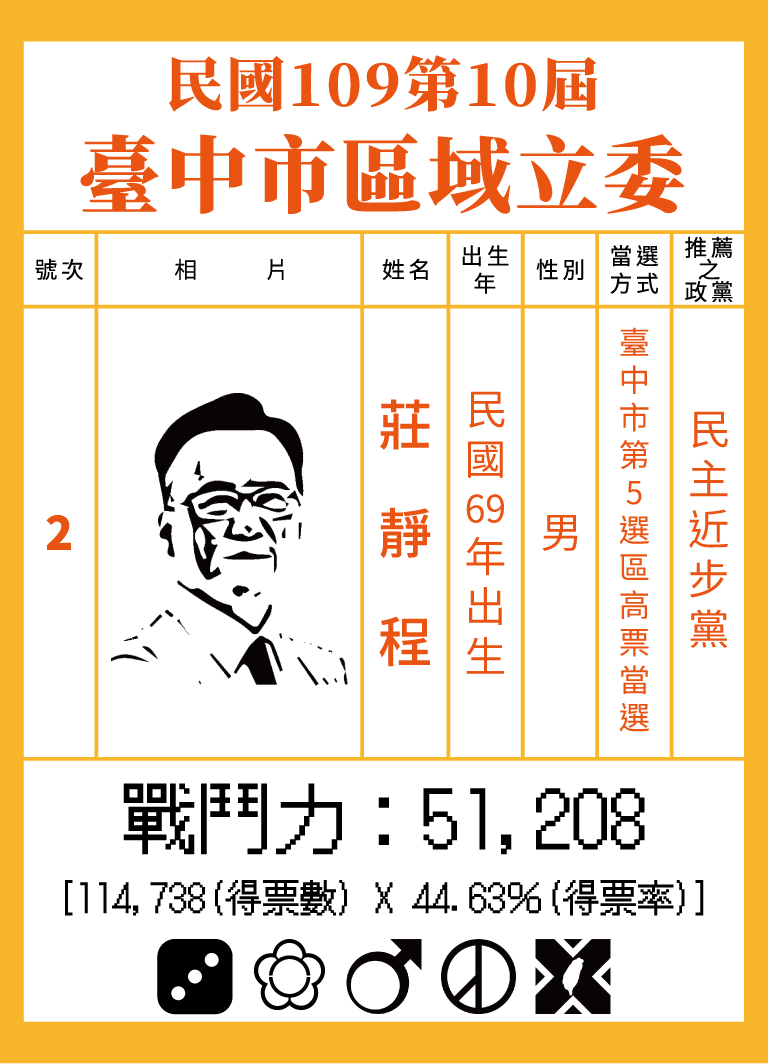 民國109第10屆
臺中市區域立委
號次
相 片
姓名
出生年
性別
當選方式
推薦之政黨
2
莊靜程
民國69年出生
男
臺中市第5選區高票當選
民主近步黨
戰鬥力：51,208
[114,738(得票數) X 44.63%(得票率)]